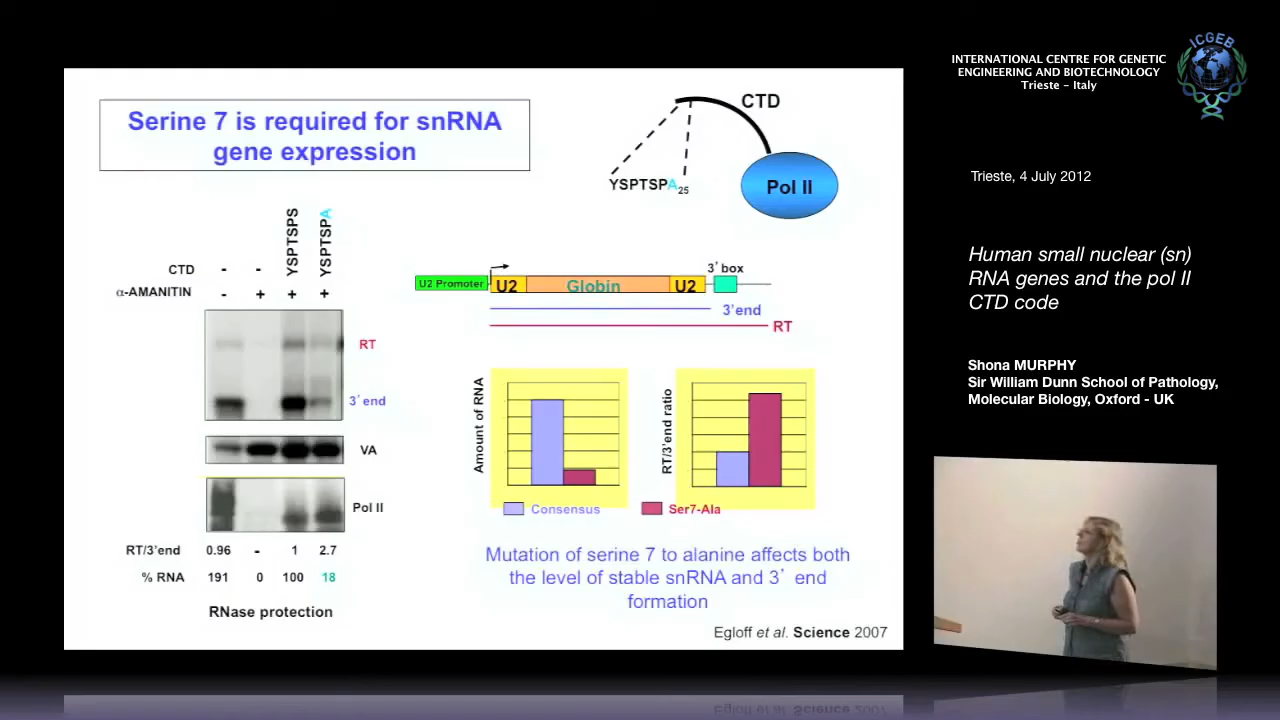 Serine 7 is required for snRNA
gene expression
CTD
YSPTSPA25
Pol II
YSPTSPS
YSPTSPA
CTD - -
α-AMANITIN - + + +
RT
3’ end
VA
Pol II
RT/3'end 0.96 - 1 2.7
% RNA 191 0 100 18
RNase protection
3’ box
U2 Promoter U2 Globin U2
3’end
RT
Amount of RNA
RT/3’end ratio
Consensus Ser7-Ala
Mutation of serine 7 to alanine affects both
the level of stable snRNA and 3’ end
formation
Egloff et al. Science 2007
INTERNATIONAL CENTRE FOR GENETIC
ENGINEERING AND BIOTECHNOLOGY
Trieste - Italy
ICGEB
Trieste, 4 July 2012
Human small nuclear (sn)
RNA genes and the pol II
CTD code
Shona MURPHY
Sir William Dunn School of Pathology,
Molecular Biology, Oxford - UK